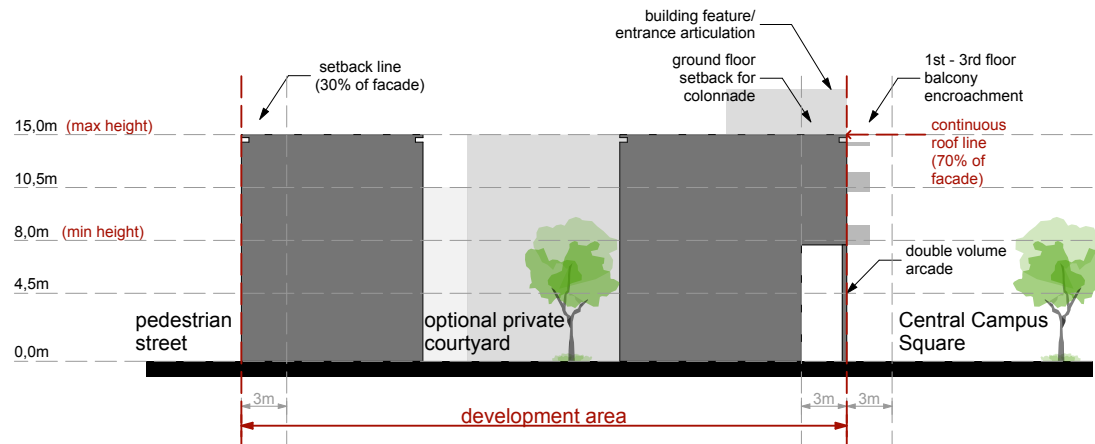 building feature/
entrance articulation
setback line
(30% of facade)
ground floor
setback for
colonnade
1st - 3rd floor
balcony
encroachment
15,0m (max height)
continuous
roof line
(70% of
facade)
10,5m
8,0m (min height)
double volume
arcade
4,5m
pedestrian
street
optional private
courtyard
Central Campus
Square
0,0m
3m
3m
3m
development area